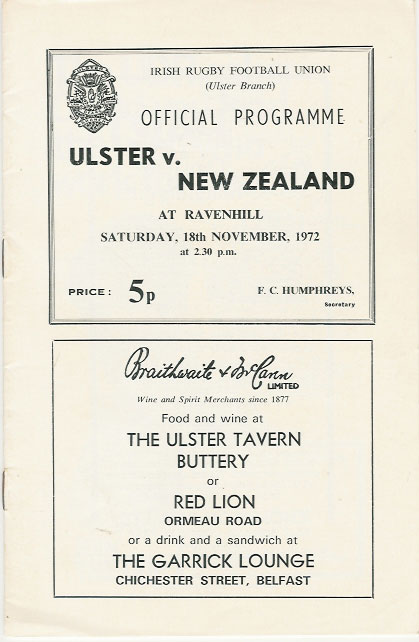 ULSTER
IRISH RUGBY FOOTBALL UNION
(Ulster Branch)
OFFICIAL PROGRAMME
ULSTER v.
NEW ZEALAND
AT RAVENHILL
SATURDAY, 18th NOVEMBER, 1972
at 2.30 p.m.
PRICE: 5p
F. C. HUMPHREYS,
Secretary
Braithwaite & McCann
LIMITED
Wine and Spirit Merchants since 1877
Food and wine at
THE ULSTER TAVERN
BUTTERY
or
RED LION
ORMEAU ROAD
or a drink and a sandwich at
THE GARRICK LOUNGE
CHICHESTER STREET, BELFAST